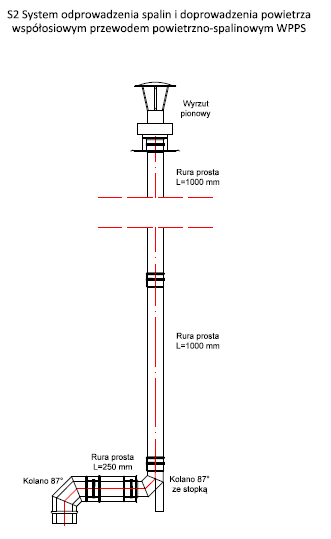 S2 System odprowadzenia spalin i doprowadzenia powietrza
współosiowym przewodem powietrzno-spalinowym WPPS
Wyrzut
pionowy
Rura prosta
L=1000 mm
Rura prosta
L=1000 mm
Rura prosta
L=250 mm
Kolano 87°
Kolano 87°
ze stopką